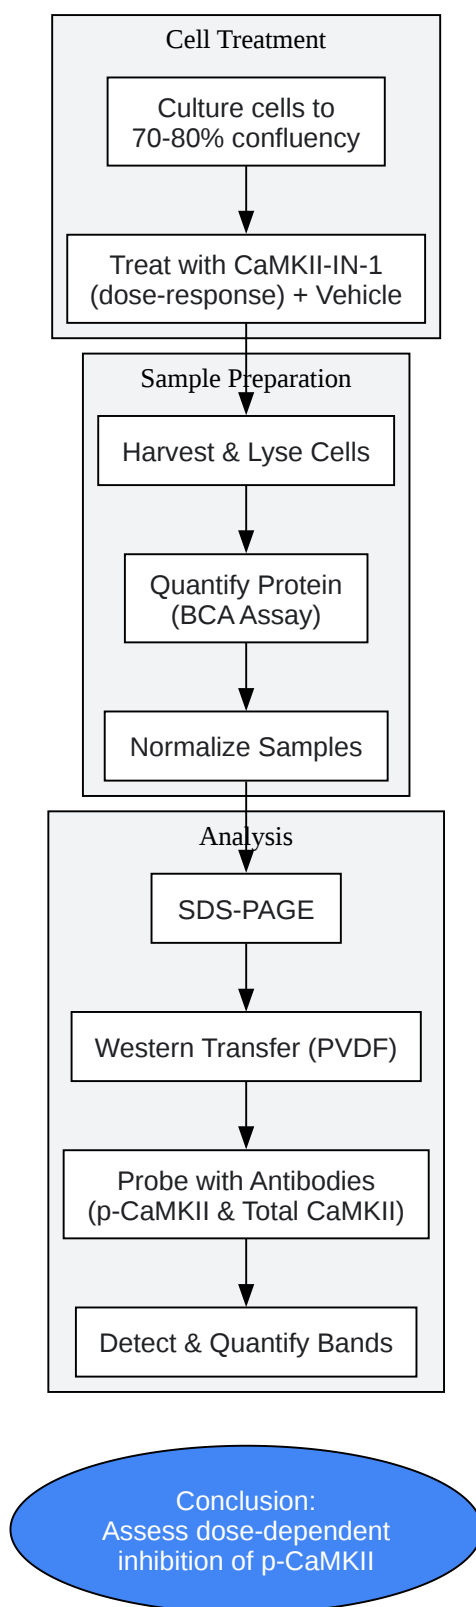 Cell Treatment
Culture cells to
70-80% confluency
Treat with CaMKII-IN-1
(dose-response) + Vehicle
Sample Preparation
Harvest & Lyse Cells
Quantify Protein
(BCA Assay)
Normalize Samples
Analysis
SDS-PAGE
Western Transfer (PVDF)
Probe with Antibodies
(p-CaMKII & Total CaMKII)
Detect & Quantify Bands
Conclusion:
Assess dose-dependent
inhibition of p-CaMKII